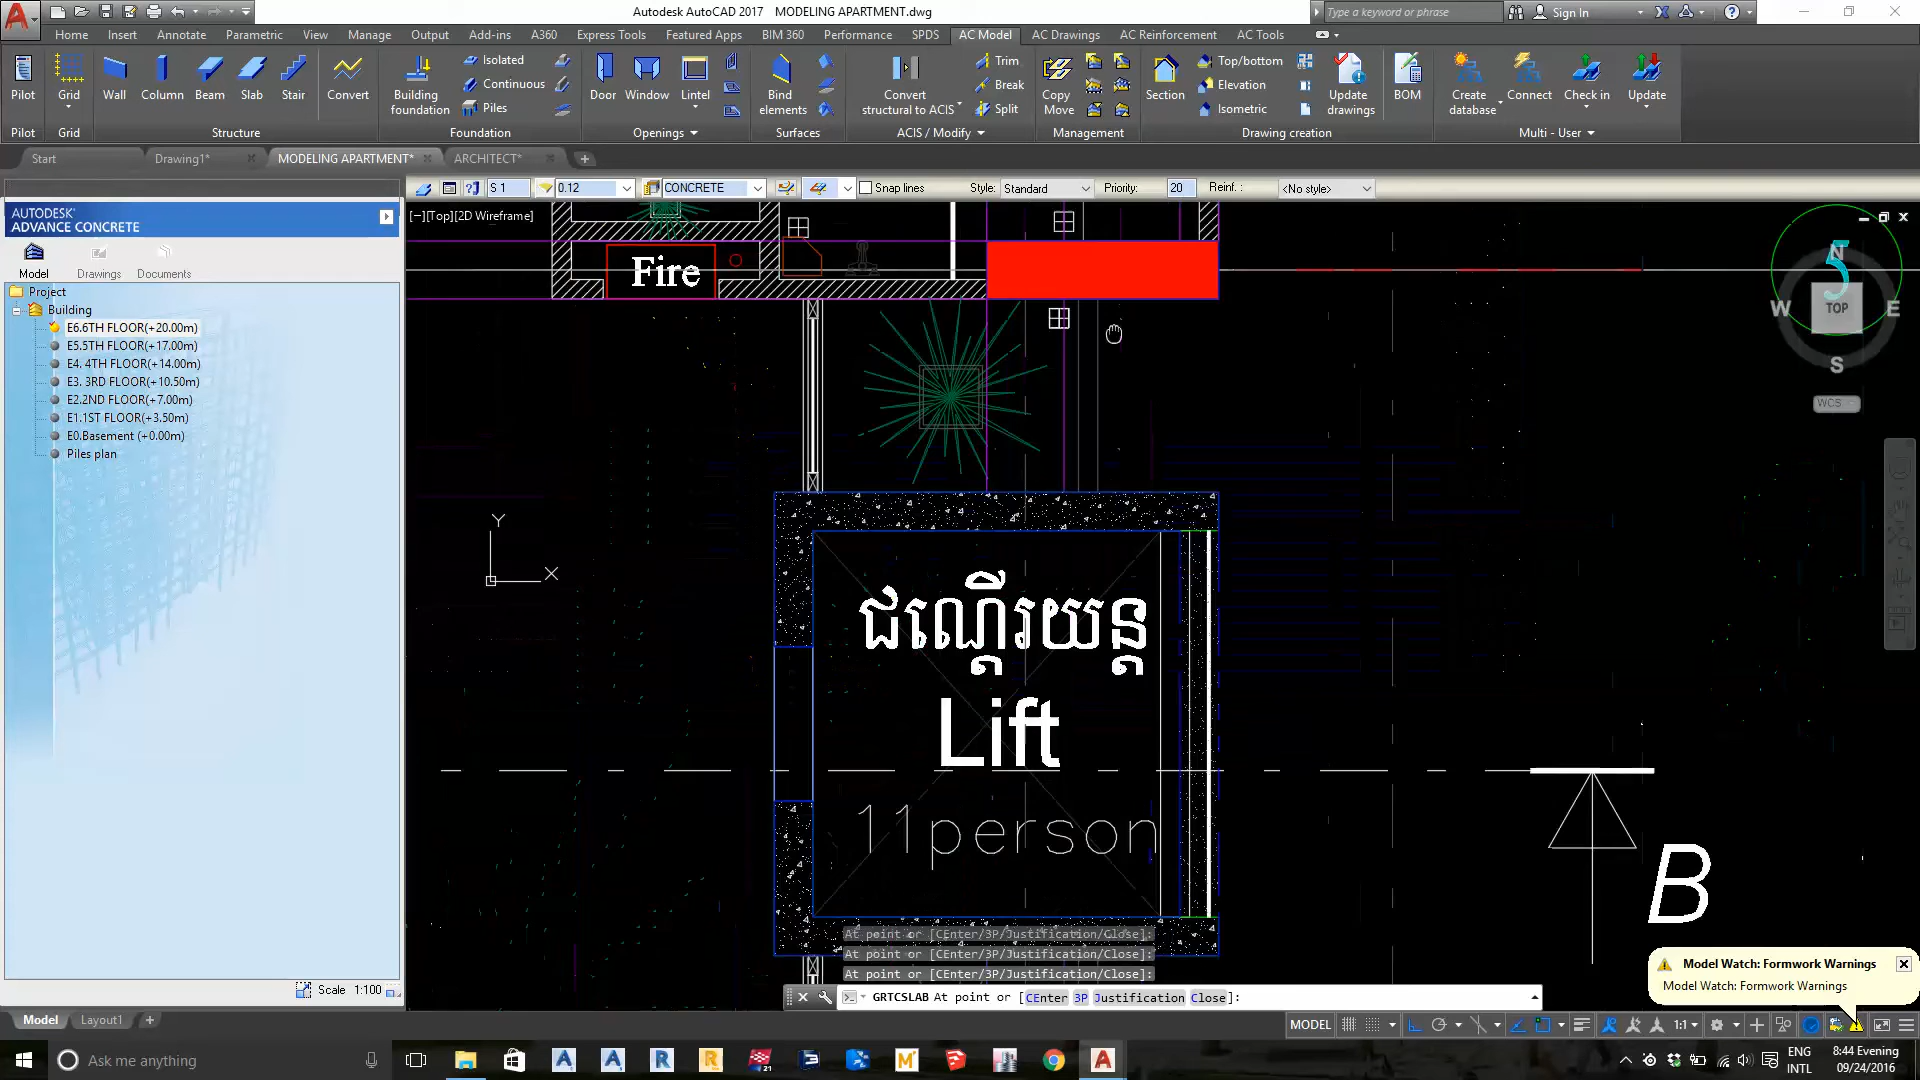 Autodesk AutoCAD 2017 MODELING APARTMENT.dwg
Type a keyword or phrase
Sign In
Home Insert Annotate Parametric View Manage Output Add-ins A360 Express Tools Featured Apps BIM 360 Performance SPDS AC Model AC Drawings AC Reinforcement AC Tools
Pilot
Grid
Wall
Column
Beam
Slab
Stair
Convert
Building foundation
Isolated
Continuous
Piles
Door
Window
Lintel
Bind elements
Convert structural to ACIS
Trim
Break
Split
Copy Move
Section
Top/bottom
Elevation
Isometric
Update drawings
BOM
Create database
Connect
Check in
Update
Pilot Grid Structure Foundation Openings Surfaces ACIS / Modify Management Drawing creation Multi - User
Start Drawing1* MODELING APARTMENT* ARCHITECT*
S 1 0.12 CONCRETE Snap lines Style: Standard Priority: 20 Reinf. : <No style>
AUTODESK®
ADVANCE CONCRETE
Model Drawings Documents
Project
Building
E6.6TH FLOOR(+20.00m)
E5.5TH FLOOR(+17.00m)
E4. 4TH FLOOR(+14.00m)
E3. 3RD FLOOR(+10.50m)
E2.2ND FLOOR(+7.00m)
E1.1ST FLOOR(+3.50m)
E0.Basement (+0.00m)
Piles plan
Scale 1:100
[−][Top][2D Wireframe]
Fire
N
W TOP E
S
WCS
5
Y
X
ជណ្តើរយន្ត
Lift
11person
B
At point or [CEnter/3P/Justification/Close]:
At point or [CEnter/3P/Justification/Close]:
At point or [CEnter/3P/Justification/Close]:
GRTCSLAB At point or [CEnter 3P Justification Close]:
Model Watch: Formwork Warnings
Model Watch: Formwork Warnings
Model Layout1
MODEL 1:1
Ask me anything
21
ENG
INTL
8:44 Evening
09/24/2016